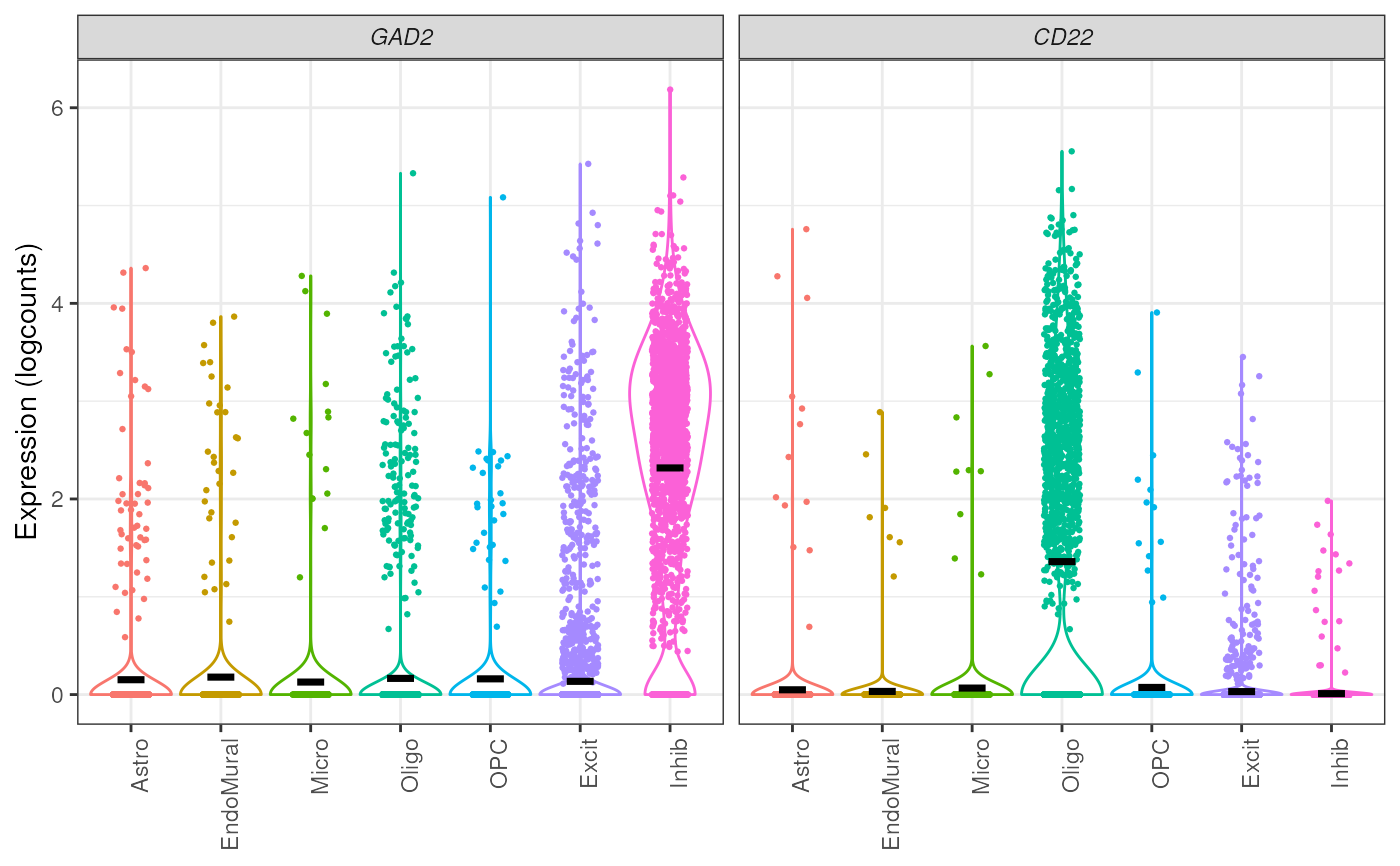 GAD2
CD22
Expression (logcounts)
6
4
2
0
Astro
EndoMural
Micro
Oligo
OPC
Excit
Inhib
Astro
EndoMural
Micro
Oligo
OPC
Excit
Inhib